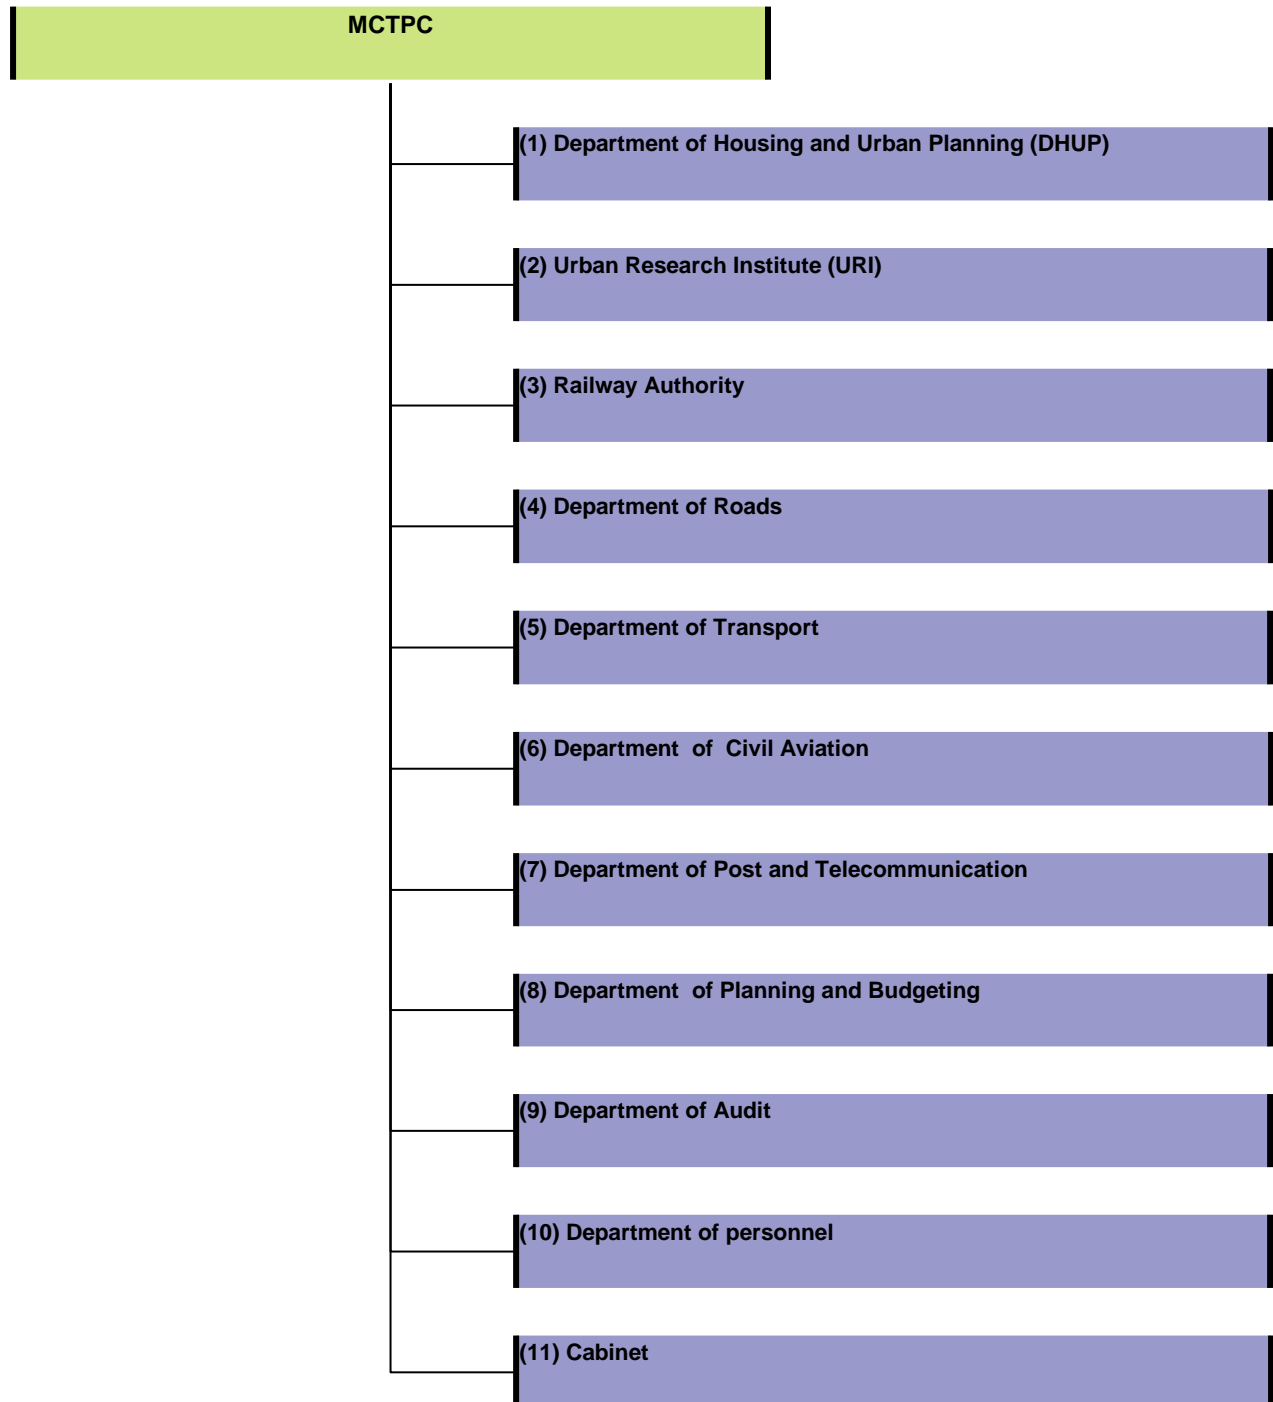 MCTPC
(1) Department of Housing and Urban Planning (DHUP)
(2) Urban Research Institute (URI)
(3) Railway Authority
(4) Department of Roads
(5) Department of Transport
(6) Department  of  Civil Aviation
(7) Department of Post and Telecommunication
(8) Department  of Planning and Budgeting
(9) Department of Audit
(10) Department of personnel
(11) Cabinet